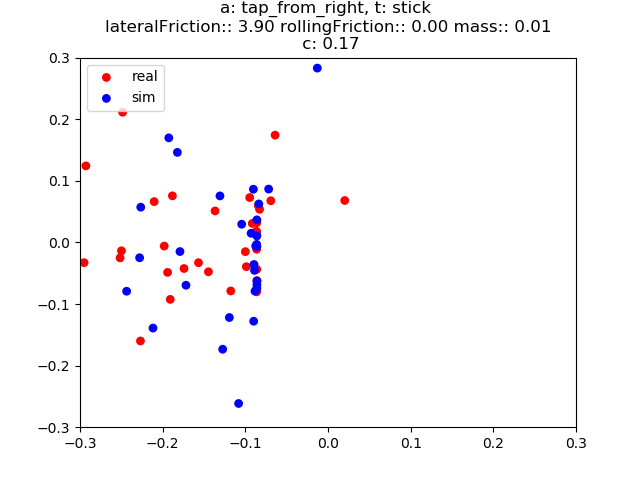 a: tap_from_right, t: stick
lateralFriction:: 3.90 rollingFriction:: 0.00 mass:: 0.01
c: 0.17
real
sim
0.3
0.2
0.1
0.0
−0.1
−0.2
−0.3
−0.3
−0.2
−0.1
0.0
0.1
0.2
0.3